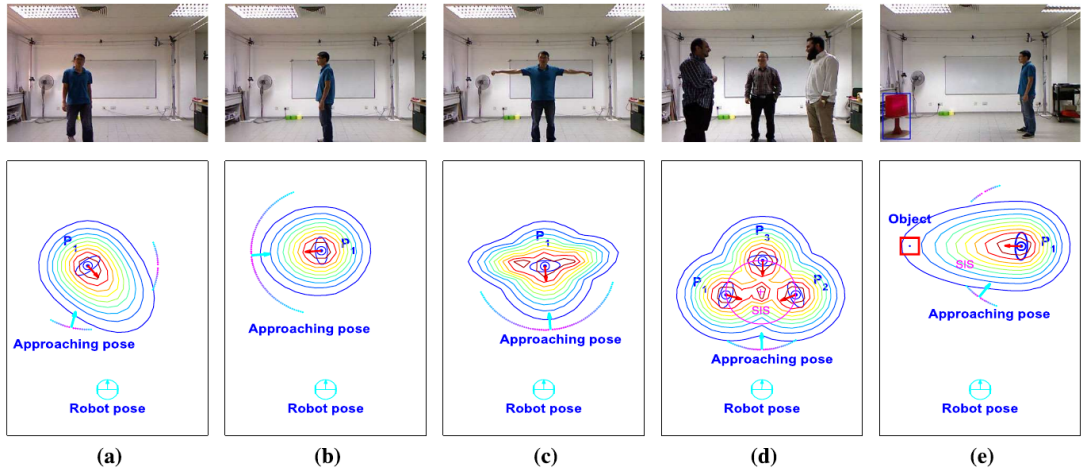 P1
Approaching pose
Robot pose
(a)
P1
Approaching pose
Robot pose
(b)
P1
Approaching pose
Robot pose
(c)
P3
P1
P2
SIS
Approaching pose
Robot pose
(d)
Object
P1
SIS
Approaching pose
Robot pose
(e)